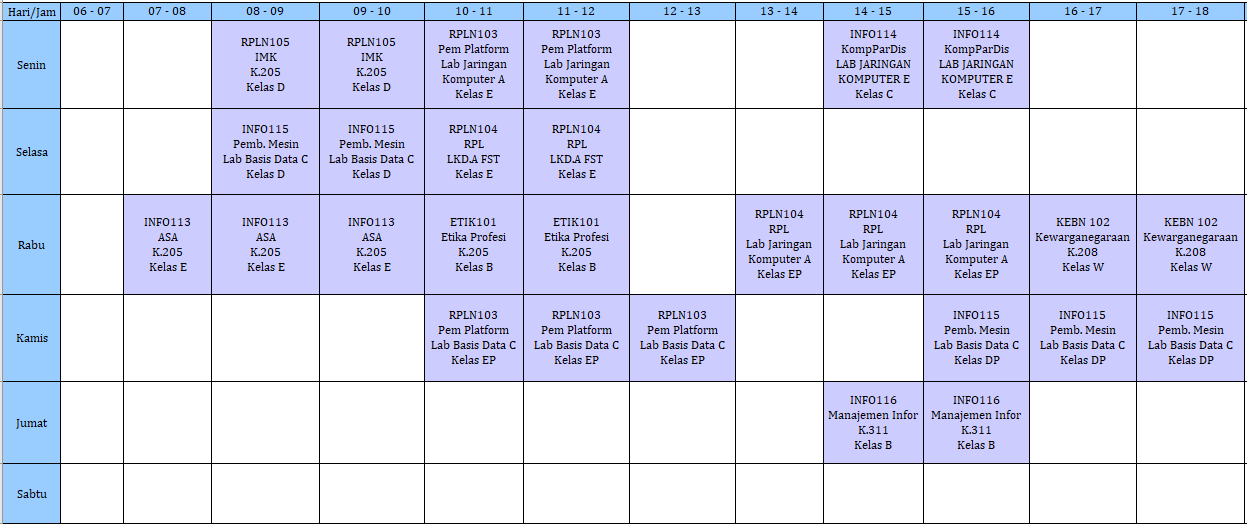 Hari/Jam 06 - 07 07 - 08 08 - 09 09 - 10 10 - 11 11 - 12 12 - 13 13 - 14 14 - 15 15 - 16 16 - 17 17 - 18
Senin
RPLN105
IMK
K.205
Kelas D
RPLN105
IMK
K.205
Kelas D
RPLN103
Pem Platform
Lab Jaringan
Komputer A
Kelas E
RPLN103
Pem Platform
Lab Jaringan
Komputer A
Kelas E
INFO114
KompParDis
LAB JARINGAN
KOMPUTER E
Kelas C
INFO114
KompParDis
LAB JARINGAN
KOMPUTER E
Kelas C
Selasa
INFO115
Pemb. Mesin
Lab Basis Data C
Kelas D
INFO115
Pemb. Mesin
Lab Basis Data C
Kelas D
RPLN104
RPL
LKD.A FST
Kelas E
RPLN104
RPL
LKD.A FST
Kelas E
Rabu
INFO113
ASA
K.205
Kelas E
INFO113
ASA
K.205
Kelas E
INFO113
ASA
K.205
Kelas E
ETIK101
Etika Profesi
K.205
Kelas B
ETIK101
Etika Profesi
K.205
Kelas B
RPLN104
RPL
Lab Jaringan
Komputer A
Kelas EP
RPLN104
RPL
Lab Jaringan
Komputer A
Kelas EP
RPLN104
RPL
Lab Jaringan
Komputer A
Kelas EP
KEBN 102
Kewarganegaraan
K.208
Kelas W
KEBN 102
Kewarganegaraan
K.208
Kelas W
Kamis
RPLN103
Pem Platform
Lab Basis Data C
Kelas EP
RPLN103
Pem Platform
Lab Basis Data C
Kelas EP
RPLN103
Pem Platform
Lab Basis Data C
Kelas EP
INFO115
Pemb. Mesin
Lab Basis Data C
Kelas DP
INFO115
Pemb. Mesin
Lab Basis Data C
Kelas DP
INFO115
Pemb. Mesin
Lab Basis Data C
Kelas DP
Jumat
INFO116
Manajemen Infor
K.311
Kelas B
INFO116
Manajemen Infor
K.311
Kelas B
Sabtu